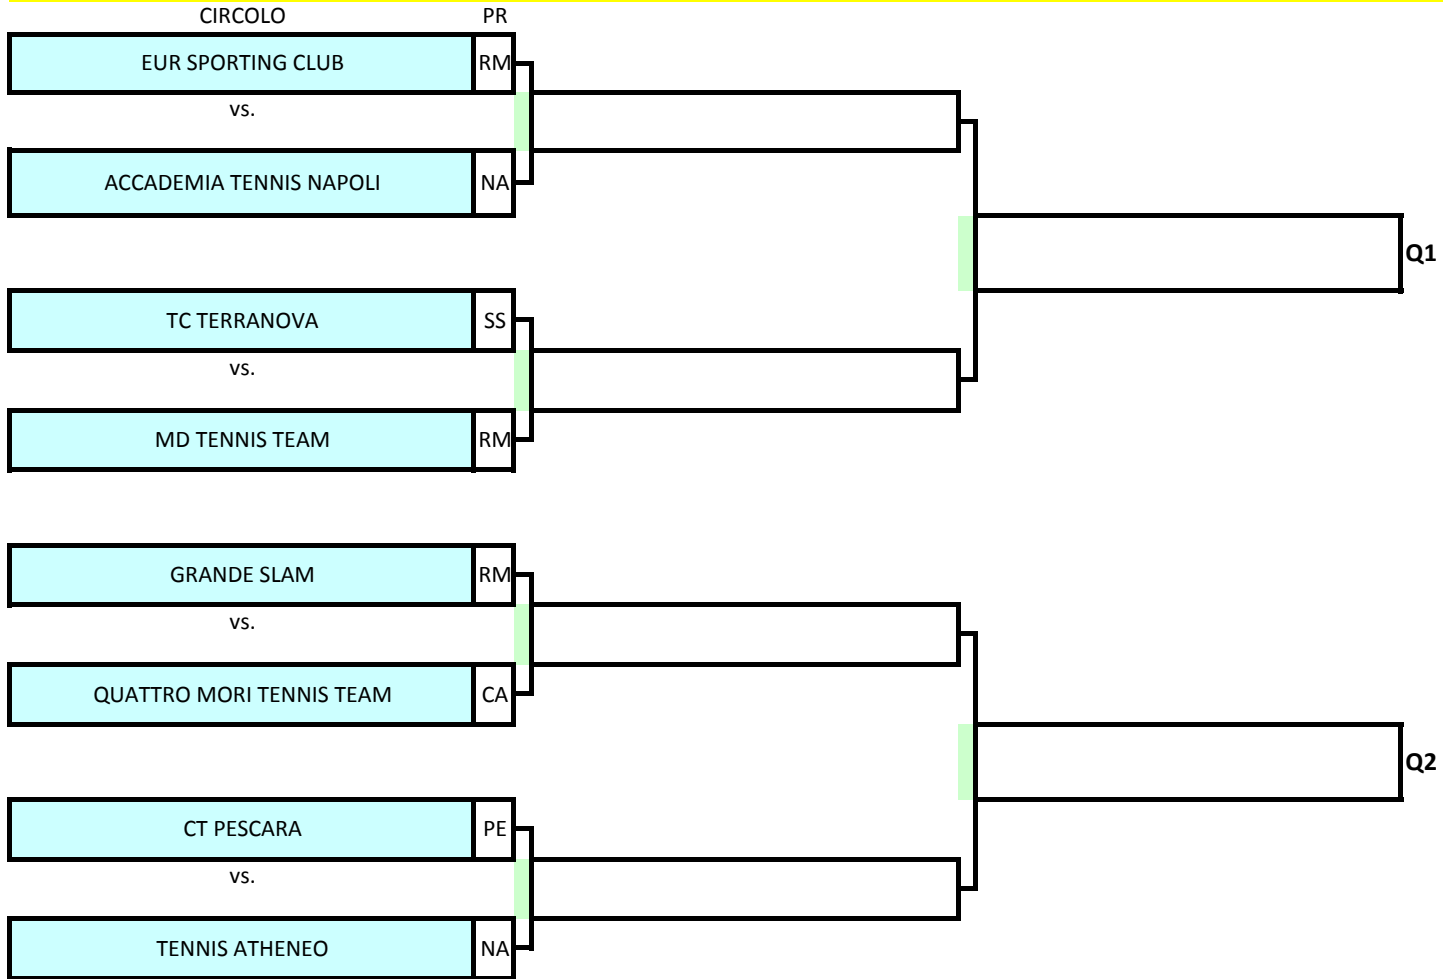 CIRCOLO PR
EUR SPORTING CLUB RM
vs.
ACCADEMIA TENNIS NAPOLI NA
Q1
TC TERRANOVA SS
vs.
MD TENNIS TEAM RM
GRANDE SLAM RM
vs.
QUATTRO MORI TENNIS TEAM CA
Q2
CT PESCARA PE
vs.
TENNIS ATHENEO NA